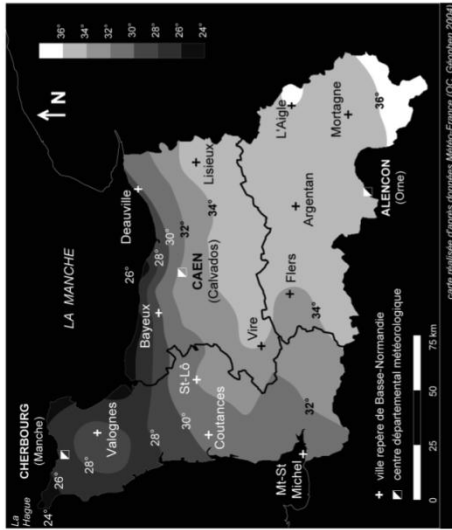 La
Hague
24°
CHERBOURG
(Manche)
26°
28°
Valognes
LA MANCHE
N
36°
34°
32°
30°
28°
26°
24°
26°
28°
30°
32°
Deauville
Bayeux
CAEN
(Calvados)
Lisieux
34°
St-Lô
28°
30°
Coutances
Vire
Flers
34°
Argentan
L'Aigle
Mortagne
36°
Mt-St
Michel
32°
ALENCON
(Orne)
ville repère de Basse-Normandie
centre départemental météorologique
0 25 50 75 km
carte réalisée d'après données Météo-France (OC, Géophen 2004)